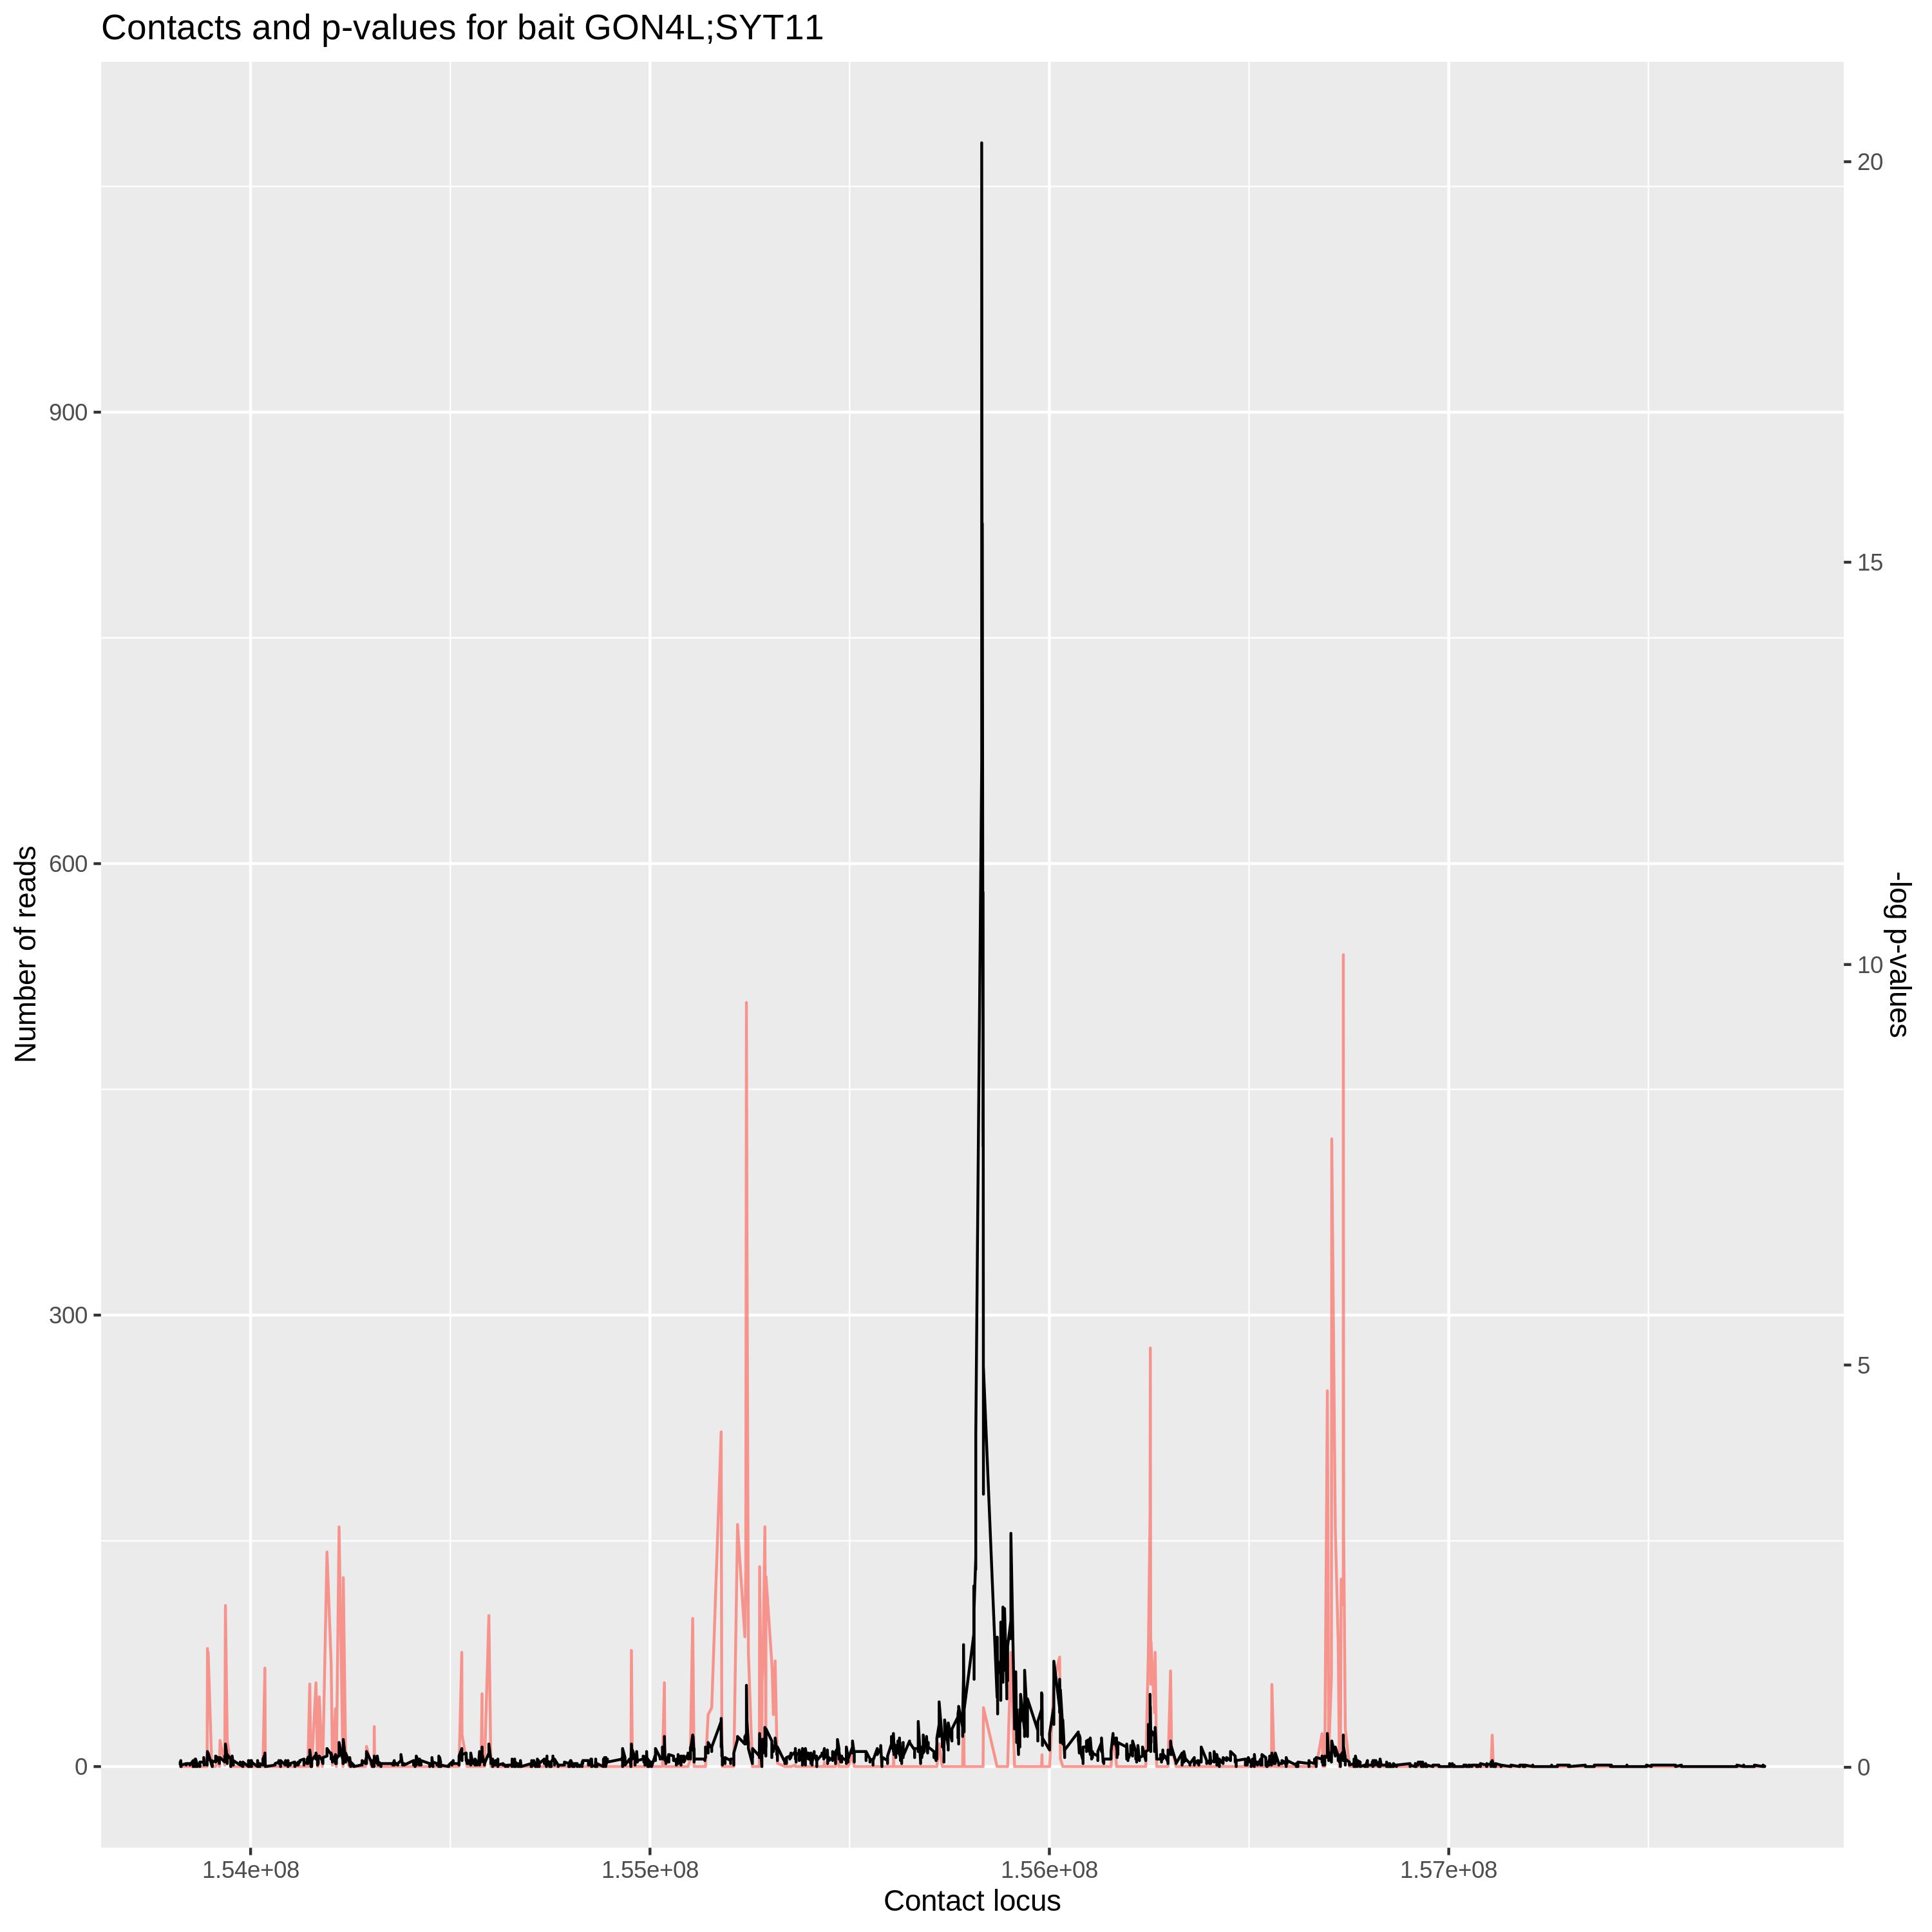 Contacts and p-values for bait GON4L;SYT11
Number of reads
900
600
300
0
20
15
10
5
0
-log p-values
1.54e+08 1.55e+08 1.56e+08 1.57e+08
Contact locus